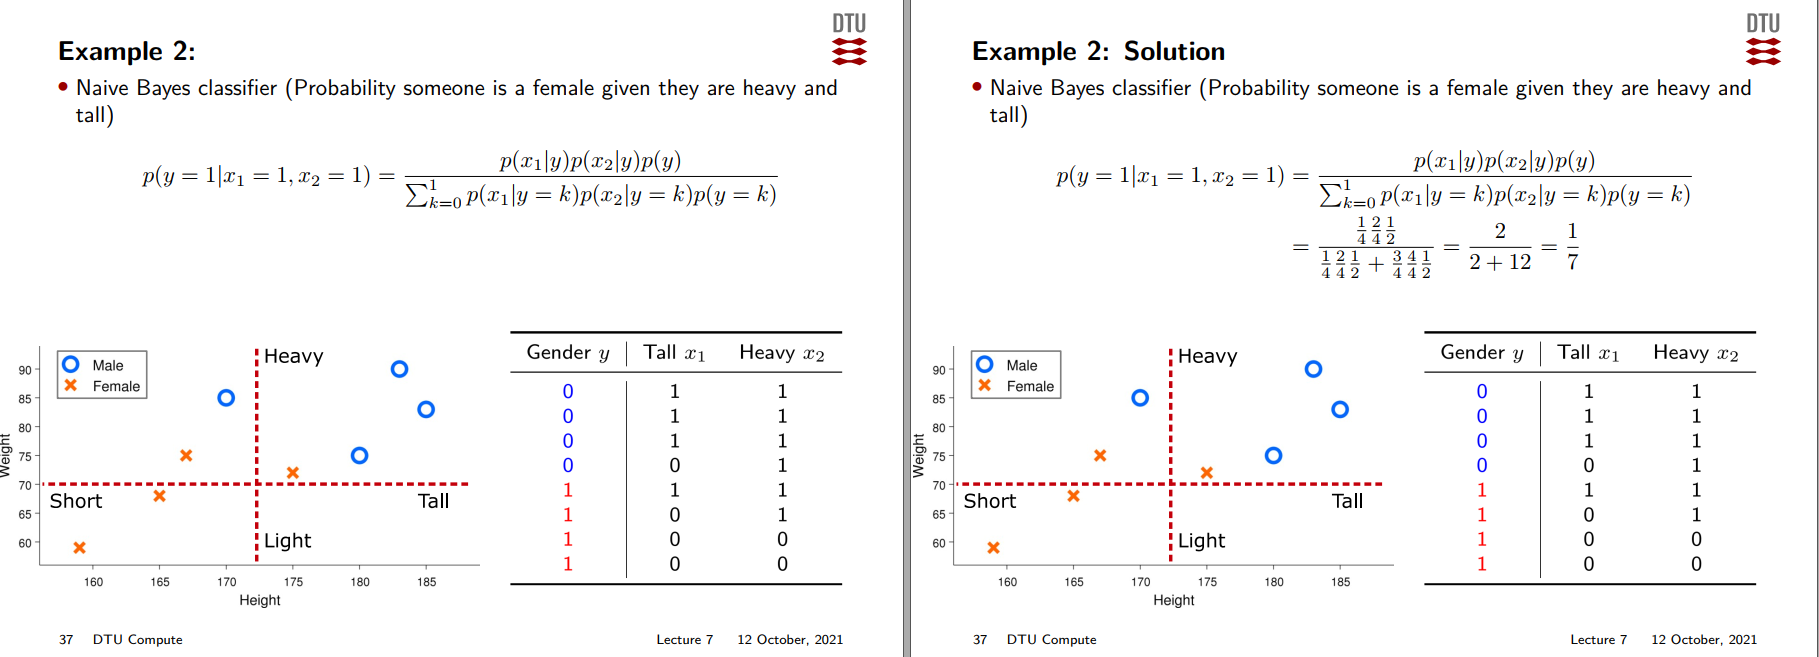 DTU
Example 2:
• Naive Bayes classifier (Probability someone is a female given they are heavy and
tall)
p(y = 1|x₁ = 1, x₂ = 1) = p(x₁|y)p(x₂|y)p(y) / ∑¹ₖ₌₀ p(x₁|y = k)p(x₂|y = k)p(y = k)
Male
Female
Heavy
Short
Tall
Light
90
85
80
75
70
65
60
Weight
160 165 170 175 180 185
Height
Gender y Tall x₁ Heavy x₂
0 1 1
0 1 1
0 1 1
0 0 1
1 1 1
1 0 1
1 0 0
1 0 0
37 DTU Compute
Lecture 7 12 October, 2021
DTU
Example 2: Solution
• Naive Bayes classifier (Probability someone is a female given they are heavy and
tall)
p(y = 1|x₁ = 1, x₂ = 1) = p(x₁|y)p(x₂|y)p(y) / ∑¹ₖ₌₀ p(x₁|y = k)p(x₂|y = k)p(y = k)
= (1/4 2/4 1/2) / (1/4 2/4 1/2 + 3/4 4/4 1/2) = 2 / (2 + 12) = 1/7
Male
Female
Heavy
Short
Tall
Light
90
85
80
75
70
65
60
Weight
160 165 170 175 180 185
Height
Gender y Tall x₁ Heavy x₂
0 1 1
0 1 1
0 1 1
0 0 1
1 1 1
1 0 1
1 0 0
1 0 0
37 DTU Compute
Lecture 7 12 October, 2021